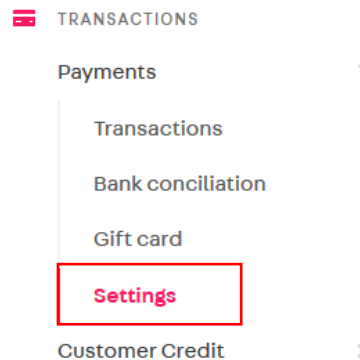 TRANSACTIONS
Payments
Transactions
Bank conciliation
Gift card
Settings
Customer Credit